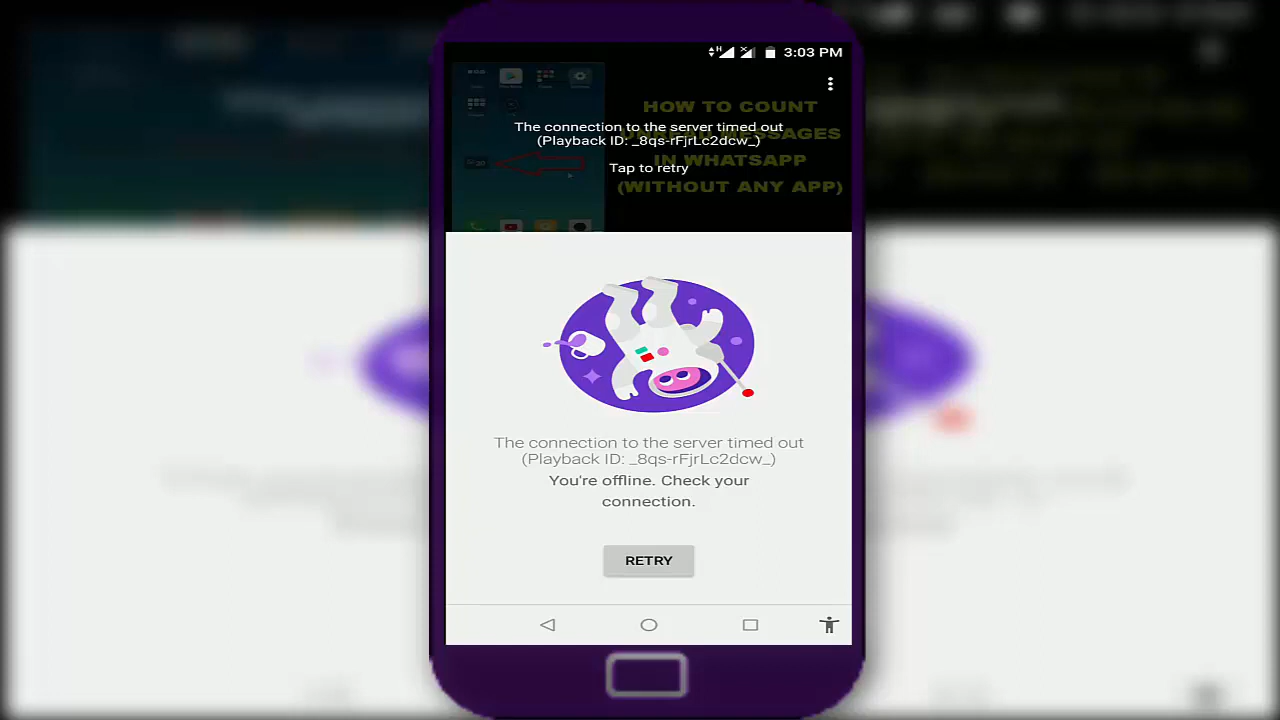 H
3:03 PM
HOW TO COUNT
The connection to the server timed out
MESSAGES
(Playback ID: _8qs-rFjrLc2dcw_)
IN WHATSAPP
Tap to retry
(WITHOUT ANY APP)
The connection to the server timed out
(Playback ID: _8qs-rFjrLc2dcw_)
You're offline. Check your
connection.
RETRY